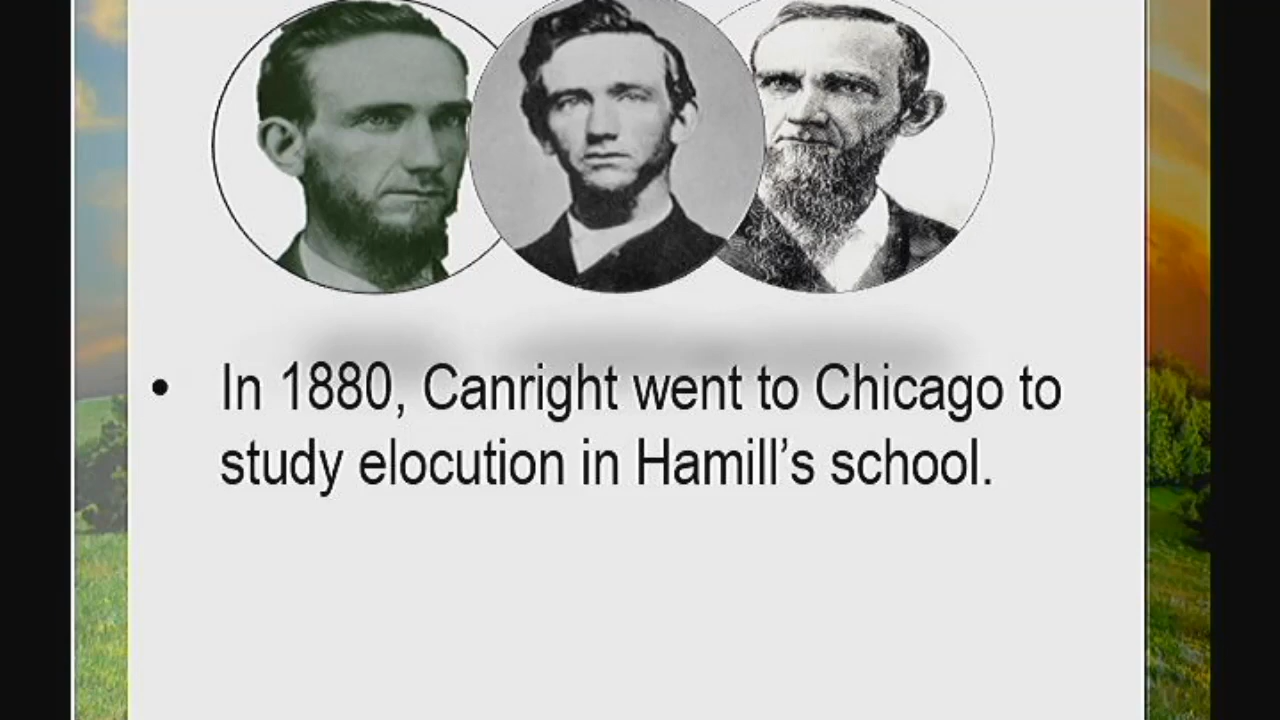 • In 1880, Canright went to Chicago to
study elocution in Hamill’s school.